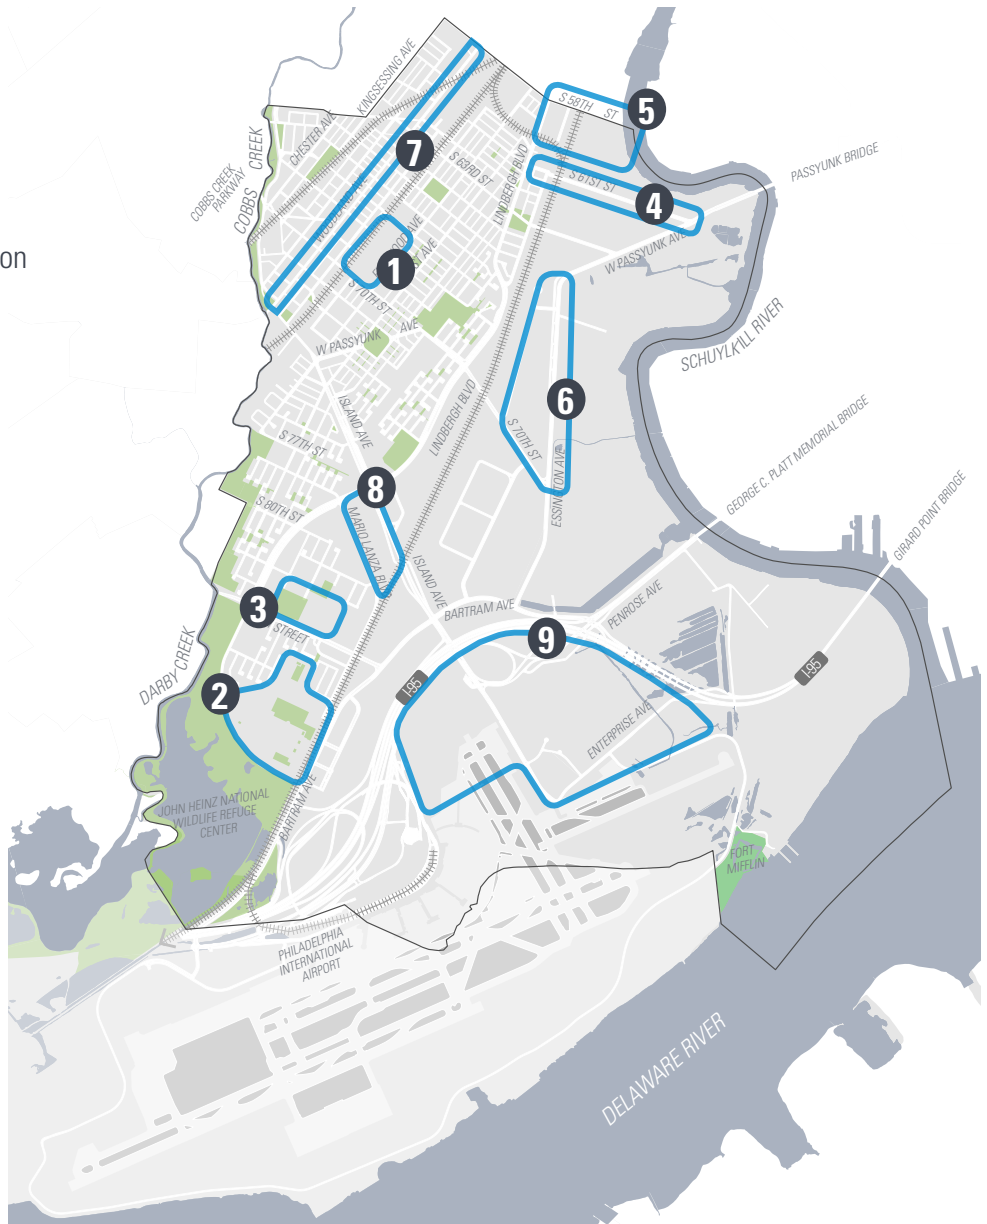 KINGSESSING AVE
CHESTER AVE
S 58TH ST
5
COBBS CREEK
COBBS CREEK
PARKWAY
7
S 63RD ST
LINDBERGH BLVD
S 61ST ST
4
PASSYUNK BRIDGE
WOODLAND AVE
AVE
AVE
1
W PASSYUNK AVE
on
S 70TH ST
W PASSYUNK AVE
SCHUYLKILL RIVER
ISLAND AVE
LINDBERGH BLVD
6
S 70TH ST
ESSINGTON AVE
S 77TH ST
GEORGE C. PLATT MEMORIAL BRIDGE
8
S 80TH ST
MARIO LANZA BLVD
GIRARD POINT BRIDGE
ISLAND AVE
BARTRAM AVE
PENROSE AVE
3
STREET
9
DARBY CREEK
I-95
I-95
2
ENTERPRISE AVE
BARTRAM AVE
JOHN HEINZ NATIONAL
WILDLIFE REFUGE
CENTER
FORT
MIFFLIN
PHILADELPHIA
INTERNATIONAL
AIRPORT
DELAWARE RIVER